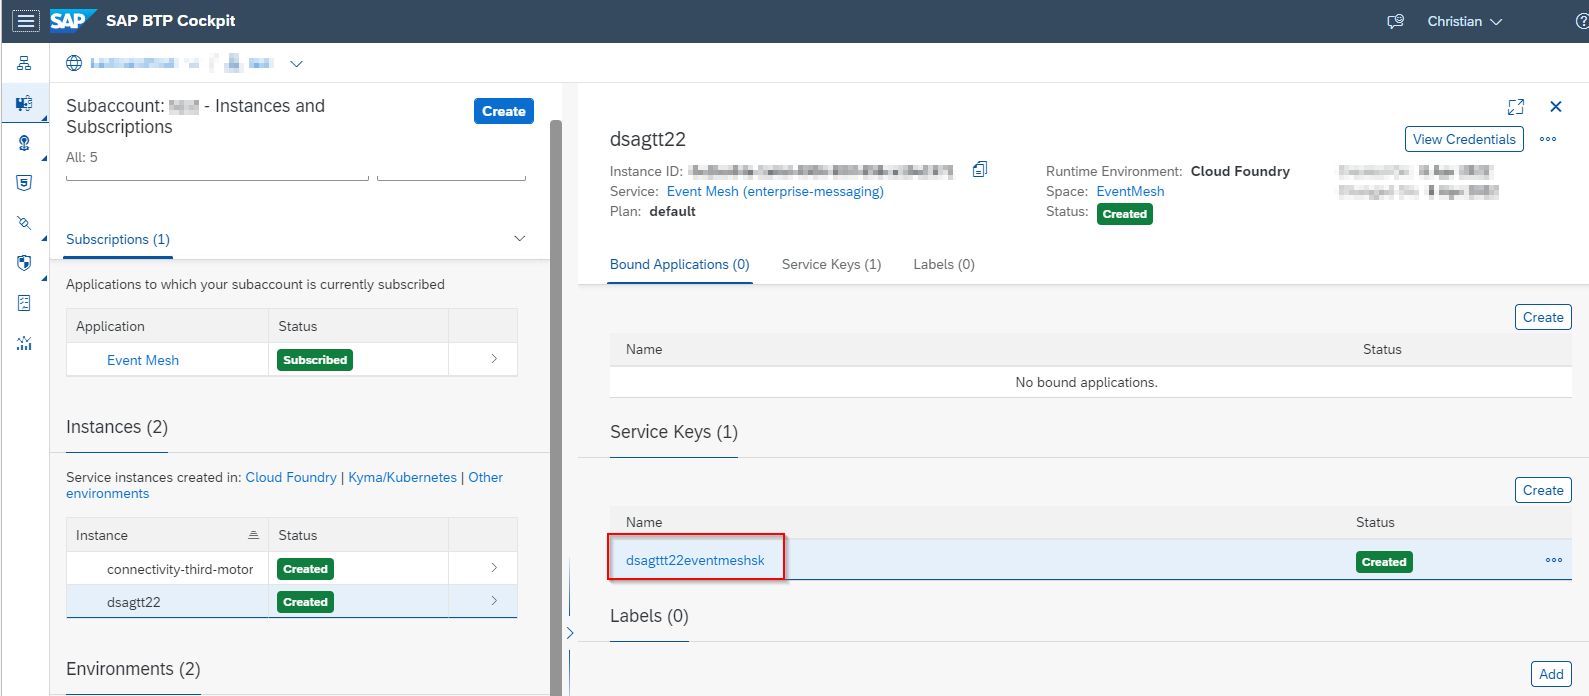 SAP SAP BTP Cockpit
Christian
Subaccount: - Instances and
Subscriptions
Create
All: 5
Subscriptions (1)
Applications to which your subaccount is currently subscribed
Application Status
Event Mesh Subscribed
Instances (2)
Service instances created in: Cloud Foundry | Kyma/Kubernetes | Other
environments
Instance Status
connectivity-third-motor Created
dsagtt22 Created
Environments (2)
dsagtt22
View Credentials
Instance ID:
Service: Event Mesh (enterprise-messaging)
Plan: default
Runtime Environment: Cloud Foundry
Space: EventMesh
Status: Created
Bound Applications (0) Service Keys (1) Labels (0)
Create
Name Status
No bound applications.
Service Keys (1)
Create
Name Status
dsagttt22eventmeshsk Created
Labels (0)
Add